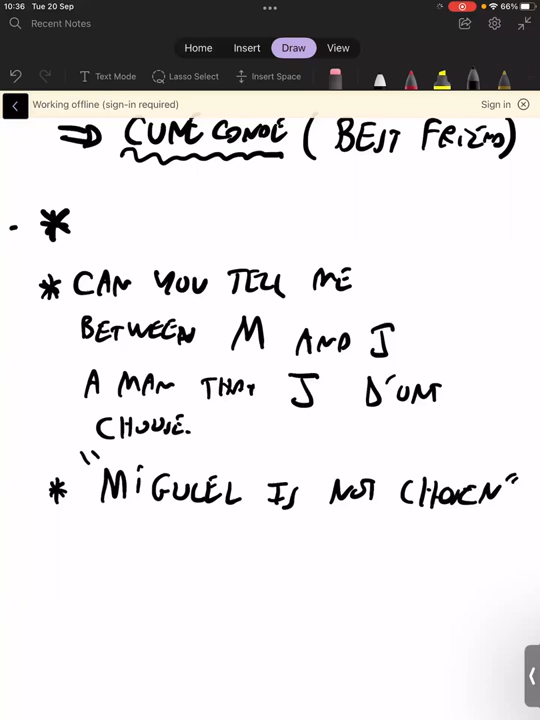 10:36 Tue 20 Sep 66%
Recent Notes
Home Insert Draw View
Text Mode Lasso Select Insert Space
Working offline (sign-in required) Sign in
(BEST FRIEND)
*
* CAN YOU TELL ME
BETWEEN M AND J
A MAN THAT J D'ONT
CHOOSE.
* "MIGUEL IS NOT CHOSEN"